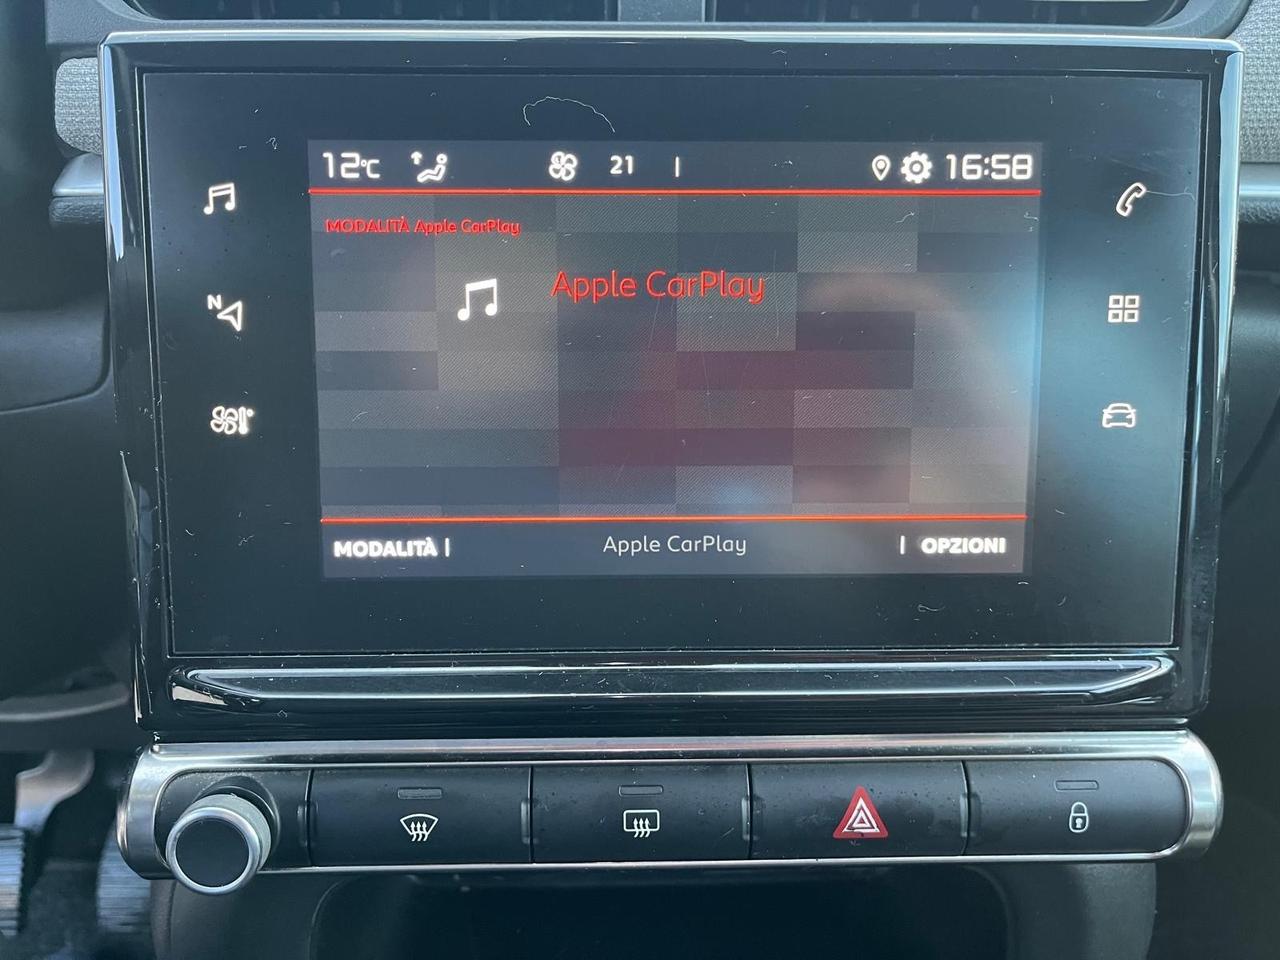 12°C 21 16:58
MODALITÀ Apple CarPlay
Apple CarPlay
N
MODALITÀ Apple CarPlay OPZIONI